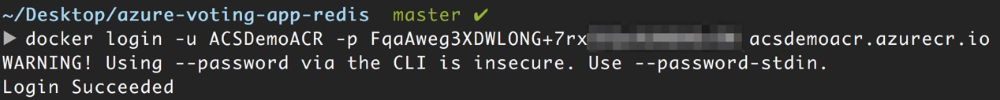 ~/Desktop/azure-voting-app-redis master ✔
▶ docker login -u ACSDemoACR -p FqaAweg3XDWLONG+7rx acsdemoacr.azurecr.io
WARNING! Using --password via the CLI is insecure. Use --password-stdin.
Login Succeeded